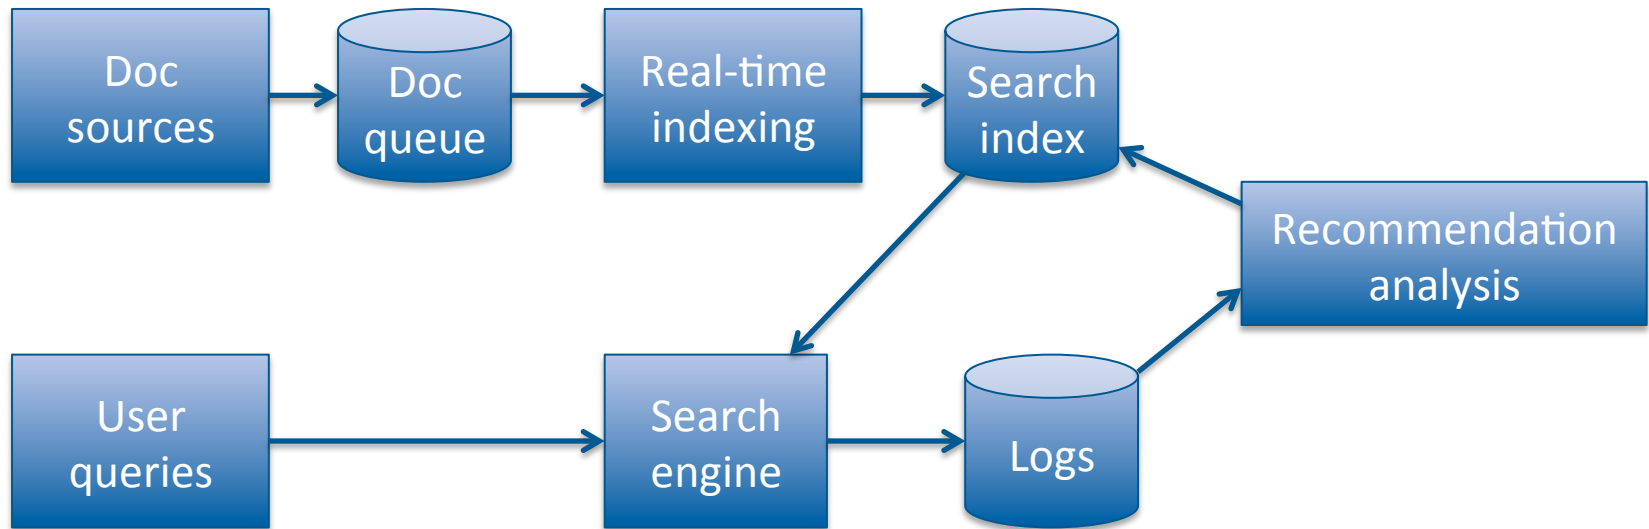 Doc
sources
Doc
queue
Real-time
indexing
Search
index
Recommendation
analysis
User
queries
Search
engine
Logs